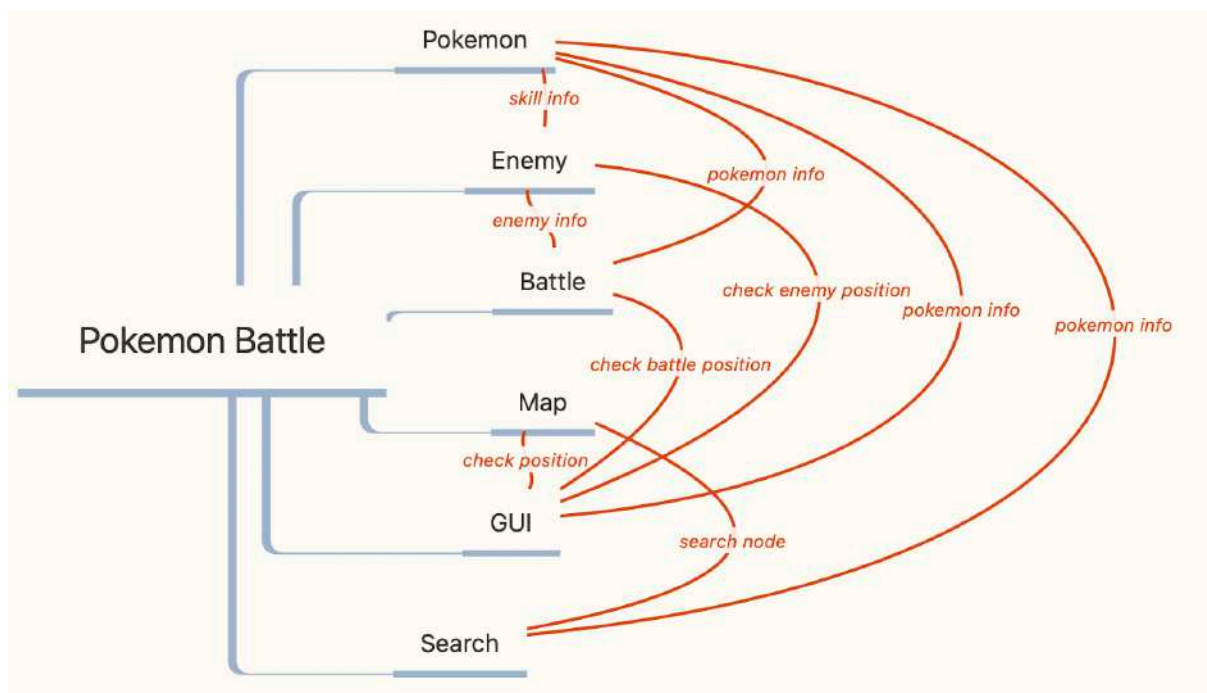 Pokemon
skill info
Enemy
pokemon info
enemy info
Battle
check enemy position
pokemon info
pokemon info
Pokemon Battle
check battle position
Map
check position
GUI
search node
Search